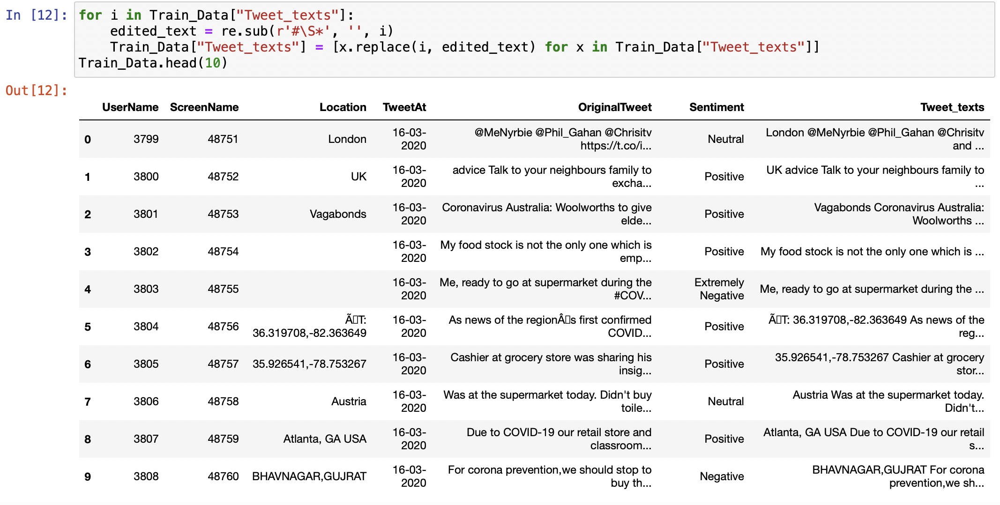 In [12]: for i in Train_Data["Tweet_texts"]:
    edited_text = re.sub(r'#\S*', '', i)
    Train_Data["Tweet_texts"] = [x.replace(i, edited_text) for x in Train_Data["Tweet_texts"]]
Train_Data.head(10)
Out[12]:
UserName ScreenName Location TweetAt OriginalTweet Sentiment Tweet_texts
0 3799 48751 London 16-03-2020 @MeNyrbie @Phil_Gahan @Chrisitv https://t.co/i... Neutral London @MeNyrbie @Phil_Gahan @Chrisitv and ...
1 3800 48752 UK 16-03-2020 advice Talk to your neighbours family to excha... Positive UK advice Talk to your neighbours family to ...
2 3801 48753 Vagabonds 16-03-2020 Coronavirus Australia: Woolworths to give elde... Positive Vagabonds Coronavirus Australia: Woolworths ...
3 3802 48754 16-03-2020 My food stock is not the only one which is emp... Positive My food stock is not the only one which is ...
4 3803 48755 16-03-2020 Me, ready to go at supermarket during the #COV... Extremely Negative Me, ready to go at supermarket during the ...
5 3804 48756 Ã▯T: 36.319708,-82.363649 16-03-2020 As news of the regionÂ▯s first confirmed COVID... Positive Ã▯T: 36.319708,-82.363649 As news of the reg...
6 3805 48757 35.926541,-78.753267 16-03-2020 Cashier at grocery store was sharing his insig... Positive 35.926541,-78.753267 Cashier at grocery stor...
7 3806 48758 Austria 16-03-2020 Was at the supermarket today. Didn't buy toile... Neutral Austria Was at the supermarket today. Didn't...
8 3807 48759 Atlanta, GA USA 16-03-2020 Due to COVID-19 our retail store and classroom... Positive Atlanta, GA USA Due to COVID-19 our retail s...
9 3808 48760 BHAVNAGAR,GUJRAT 16-03-2020 For corona prevention,we should stop to buy th... Negative BHAVNAGAR,GUJRAT For corona prevention,we sh...